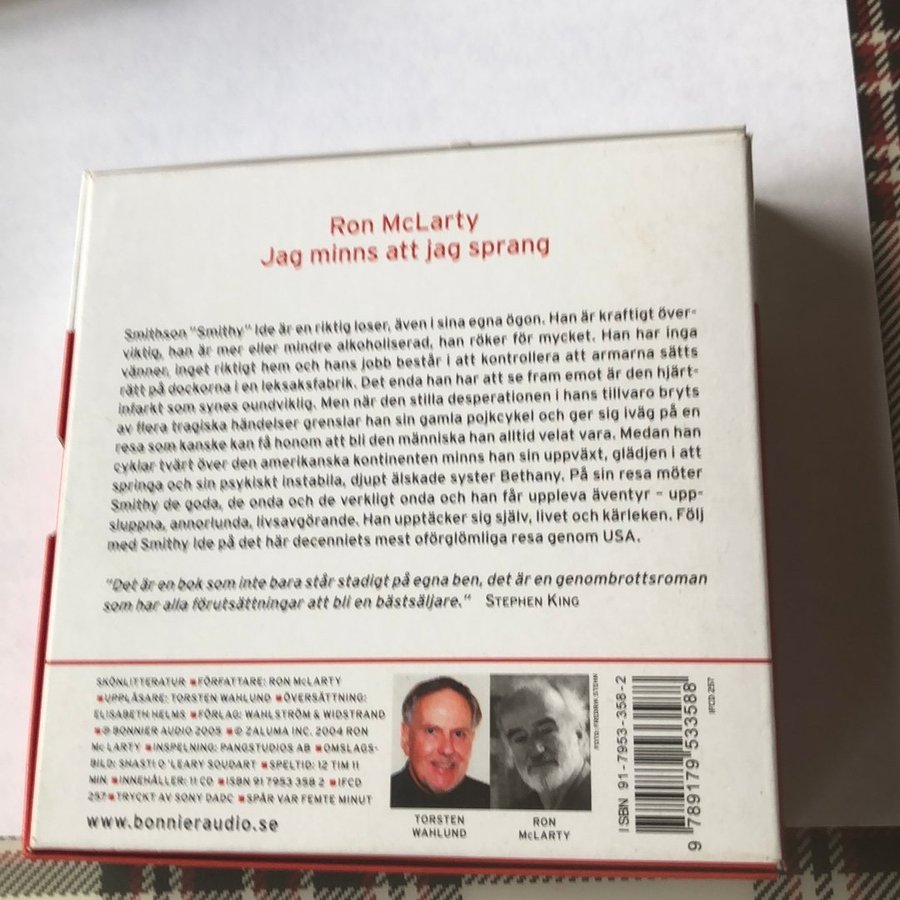 Ron McLarty
Jag minns att jag sprang
Smithson "Smithy" Ide är en riktig loser, även i sina egna ögon. Han är kraftigt över-
viktig, han är mer eller mindre alkoholiserad, han röker för mycket. Han har inga
vänner, inget riktigt hem och hans jobb består i att kontrollera att armarna sätts
rätt på dockorna i en leksaksfabrik. Det enda han har att se fram emot är den hjärt-
infarkt som synes oundviklig. Men när den stilla desperationen i hans tillvaro bryts
av flera tragiska händelser grenslar han sin gamla pojkcykel och ger sig iväg på en
resa som kanske kan få honom att bli den människa han alltid velat vara. Medan han
cyklar tvärt över den amerikanska kontinenten minns han sin uppväxt, glädjen i att
springa och sin psykiskt instabila, djupt älskade syster Bethany. På sin resa möter
Smithy de goda, de onda och de verkligt onda och han får uppleva äventyr – upp-
sluppna, annorlunda, livsavgörande. Han upptäcker sig själv, livet och kärleken. Följ
med Smithy Ide på det här decenniets mest oförglömliga resa genom USA.
"Det är en bok som inte bara står stadigt på egna ben, det är en genombrottsroman
som har alla förutsättningar att bli en bästsäljare." STEPHEN KING
SKÖNLITTERATUR ■FÖRFATTARE: RON McLARTY
■UPPLÄSARE: TORSTEN WAHLUND ■ÖVERSÄTTNING:
ELISABETH HELMS ■FÖRLAG: WAHLSTRÖM & WIDSTRAND
■℗ BONNIER AUDIO 2005 ■© ZALUMA INC. 2004 RON
McLARTY ■INSPELNING: PANGSTUDIOS AB ■OMSLAGS-
BILD: SHASTI O'LEARY SOUDART ■SPELTID: 12 TIM 11
MIN ■INNEHÅLLER: 11 CD ■ISBN 91 7953 358 2 ■IFCD
257■TRYCKT AV SONY DADC ■SPÅR VAR FEMTE MINUT
www.bonnieraudio.se
TORSTEN
WAHLUND
RON
McLARTY
ISBN 91-7953-358-2
9 789179 533588